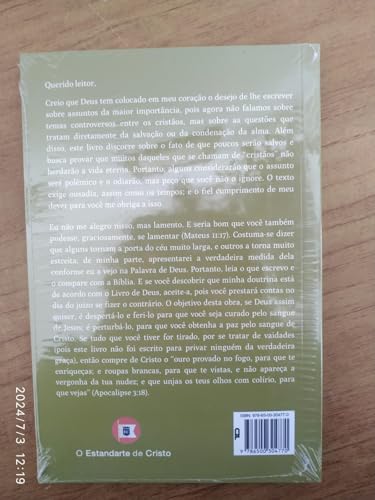 Querido leitor,
Creio que Deus tem colocado em meu coração o desejo de lhe escrever
sobre assuntos da maior importância, pois agora não falamos sobre
temas controversos entre os cristãos, mas sobre as questões que
tratam diretamente da salvação ou da condenação da alma. Além
disso, este livro discorre sobre o fato de que poucos serão salvos e
busca provar que muitos daqueles que se chamam de "cristãos" não
herdarão a vida eterna. Portanto, alguns considerarão que o assunto
será polêmico e o odiarão, mas peço que você não o ignore. O texto
exige ousadia, assim como os tempos; e o fiel cumprimento de meu
dever para você me obriga a isso.
Eu não me alegro nisso, mas lamento. E seria bom que você também
pudesse, graciosamente, se lamentar (Mateus 11:17). Costuma-se dizer
que alguns tornam a porta do céu muito larga, e outros a torna muito
estreita; de minha parte, apresentarei a verdadeira medida dela
conforme eu a vejo na Palavra de Deus. Portanto, leia o que escrevo e
o compare com a Bíblia. E se você descobrir que minha doutrina está
de acordo com o Livro de Deus, aceite-a, pois você prestará contas no
dia do juízo se fizer o contrário. O objetivo desta obra, se Deus assim
quiser, é despertá-lo e feri-lo para que você seja curado pelo sangue
de Jesus; é perturbá-lo, para que você obtenha a paz pelo sangue de
Cristo. Se tudo que você tiver for tirado, por se tratar de vaidades
(pois este livro não foi escrito para privar ninguém da verdadeira
graça), então compre de Cristo o "ouro provado no fogo, para que te
enriqueças; e roupas brancas, para que te vistas, e não apareça a
vergonha da tua nudez; e que unjas os teus olhos com colírio, para
que vejas" (Apocalipse 3:18).
ISBN: 978-65-00-30477-0
9 786500 304770
O Estandarte de Cristo
2024/7/3 12:19